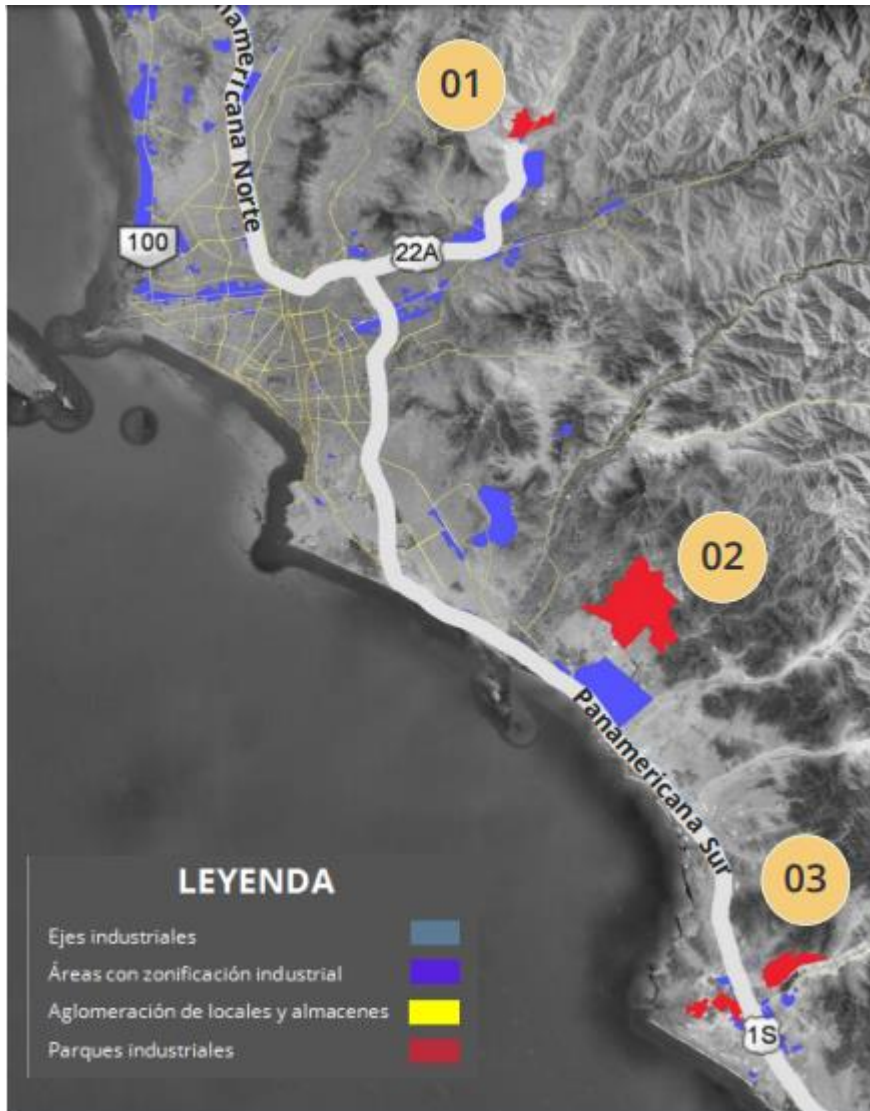 namericana Norte
01
100
22A
02
Panamericana Sur
03
1S
LEYENDA
Ejes industriales
Áreas con zonificación industrial
Aglomeración de locales y almacenes
Parques industriales